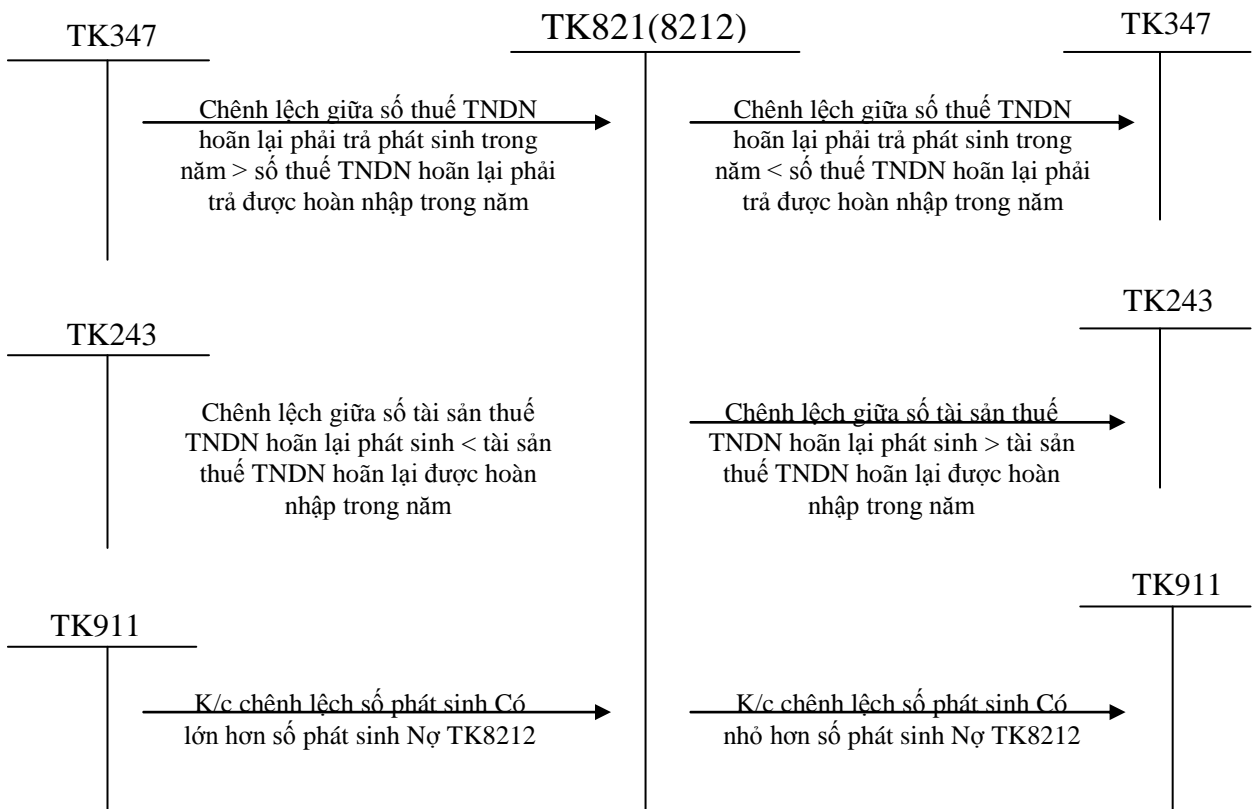 TK347
TK821(8212)
TK347
Chênh lệch giữa số thuế TNDN
hoãn lại phải trả phát sinh trong
năm > số thuế TNDN hoãn lại phải
trả được hoàn nhập trong năm
Chênh lệch giữa số thuế TNDN
hoãn lại phải trả phát sinh trong
năm < số thuế TNDN hoãn lại phải
trả được hoàn nhập trong năm
TK243
TK243
Chênh lệch giữa số tài sản thuế
TNDN hoãn lại phát sinh < tài sản
thuế TNDN hoãn lại được hoàn
nhập trong năm
Chênh lệch giữa số tài sản thuế
TNDN hoãn lại phát sinh > tài sản
thuế TNDN hoãn lại được hoàn
nhập trong năm
TK911
TK911
K/c chênh lệch số phát sinh Có
lớn hơn số phát sinh Nợ TK8212
K/c chênh lệch số phát sinh Có
nhỏ hơn số phát sinh Nợ TK8212